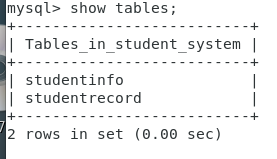 mysql> show tables;
+--------------------------+
| Tables_in_student_system |
+--------------------------+
| studentinfo              |
| studentrecord            |
+--------------------------+
2 rows in set (0.00 sec)